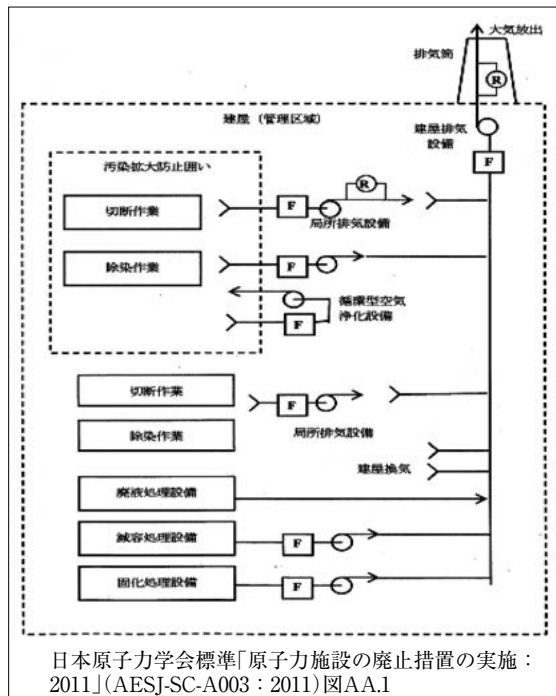 大気放出
排気筒
R
建屋（管理区域）
建屋排気
設備
F
汚染拡大防止囲い
切断作業
F
R
局所排気設備
除染作業
F
循環型空気
浄化設備
F
切断作業
F
局所排気設備
除染作業
建屋換気
廃液処理設備
減容処理設備
F
固化処理設備
F
日本原子力学会標準「原子力施設の廃止措置の実施：
2011」(AESJ-SC-A003：2011)図AA.1